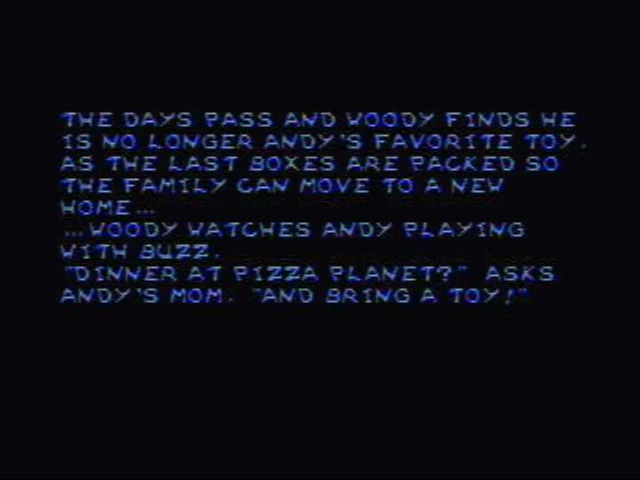 THE DAYS PASS AND WOODY FINDS HE
IS NO LONGER ANDY'S FAVORITE TOY.
AS THE LAST BOXES ARE PACKED SO
THE FAMILY CAN MOVE TO A NEW
HOME...
...WOODY WATCHES ANDY PLAYING
WITH BUZZ.
"DINNER AT PIZZA PLANET?" ASKS
ANDY'S MOM. "AND BRING A TOY!"